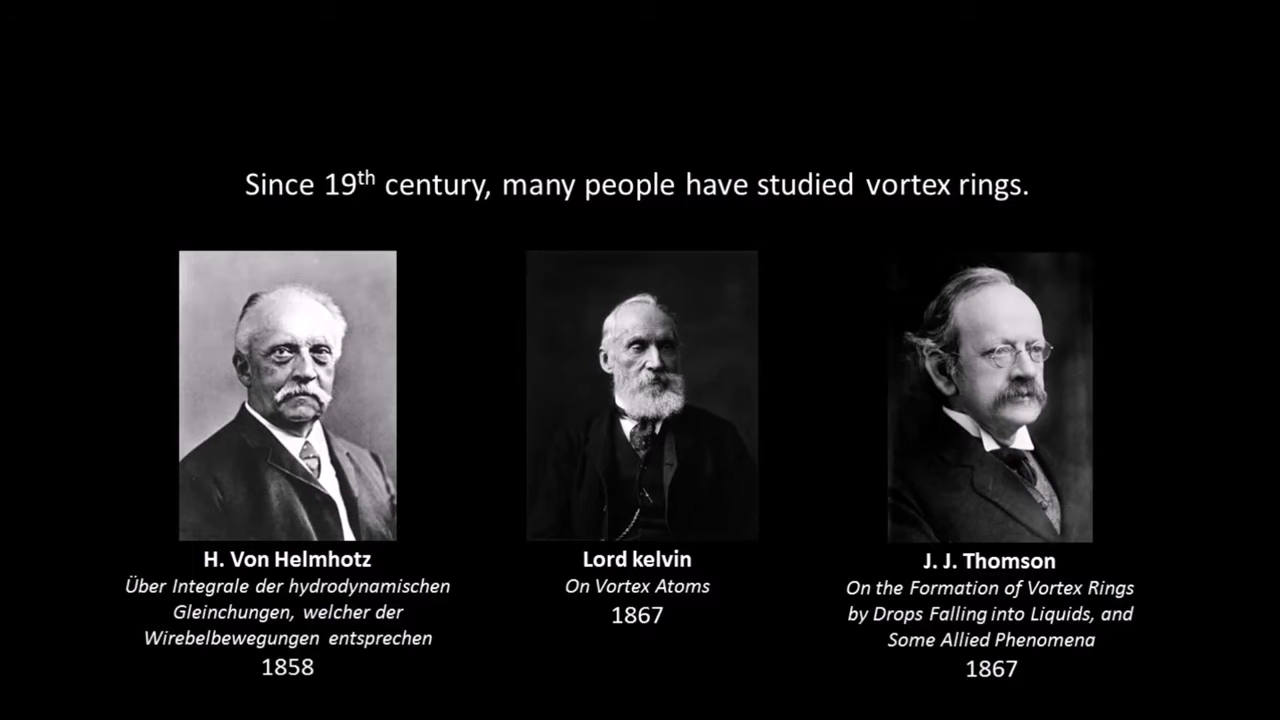 Since 19th century, many people have studied vortex rings.
H. Von Helmhotz
Über Integrale der hydrodynamischen
Gleinchungen, welcher der
Wirebelbewegungen entsprechen
1858
Lord kelvin
On Vortex Atoms
1867
J. J. Thomson
On the Formation of Vortex Rings
by Drops Falling into Liquids, and
Some Allied Phenomena
1867